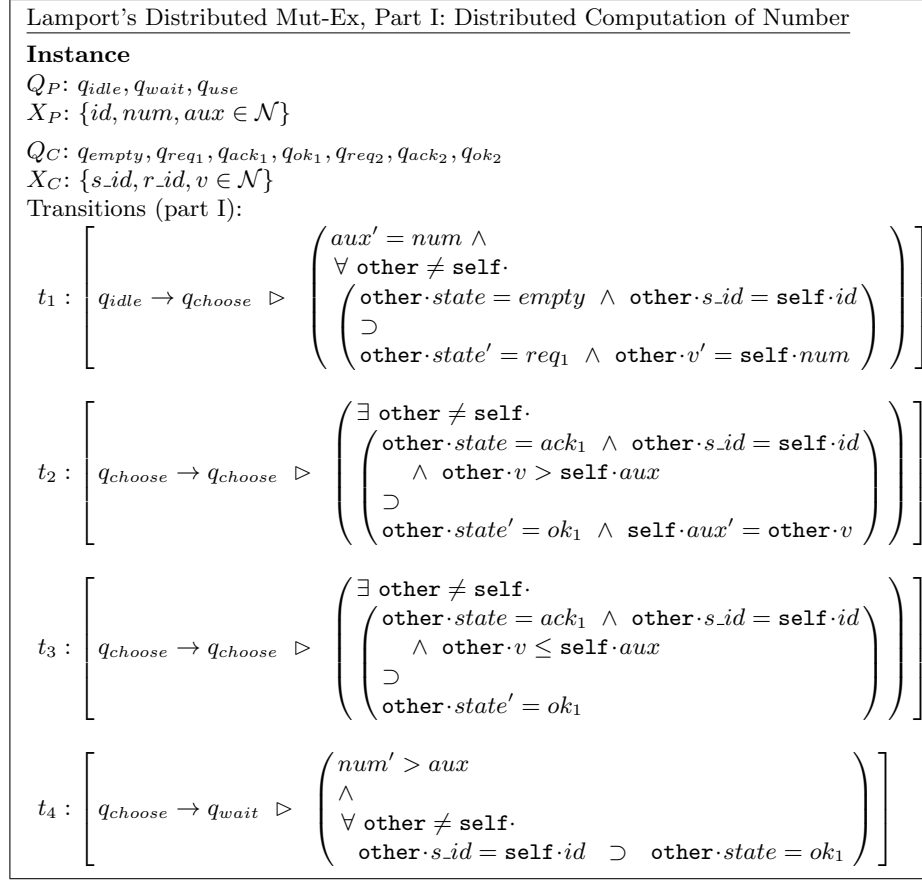 Lamport's Distributed Mut-Ex, Part I: Distributed Computation of Number
Instance
Q_P: q_idle, q_wait, q_use
X_P: {id, num, aux ∈ N}
Q_C: q_empty, q_req₁, q_ack₁, q_ok₁, q_req₂, q_ack₂, q_ok₂
X_C: {s_id, r_id, v ∈ N}
Transitions (part I):
aux′ = num ∧
∀ other ≠ self·
other·state = empty ∧ other·s_id = self·id
t₁ : [ q_idle → q_choose ▷
⊃
other·state′ = req₁ ∧ other·v′ = self·num
∃ other ≠ self·
other·state = ack₁ ∧ other·s_id = self·id
∧ other·v > self·aux
t₂ : [ q_choose → q_choose ▷
⊃
other·state′ = ok₁ ∧ self·aux′ = other·v
∃ other ≠ self·
other·state = ack₁ ∧ other·s_id = self·id
∧ other·v ≤ self·aux
t₃ : [ q_choose → q_choose ▷
⊃
other·state′ = ok₁
num′ > aux
∧
t₄ : [ q_choose → q_wait ▷
∀ other ≠ self·
other·s_id = self·id ⊃ other·state = ok₁